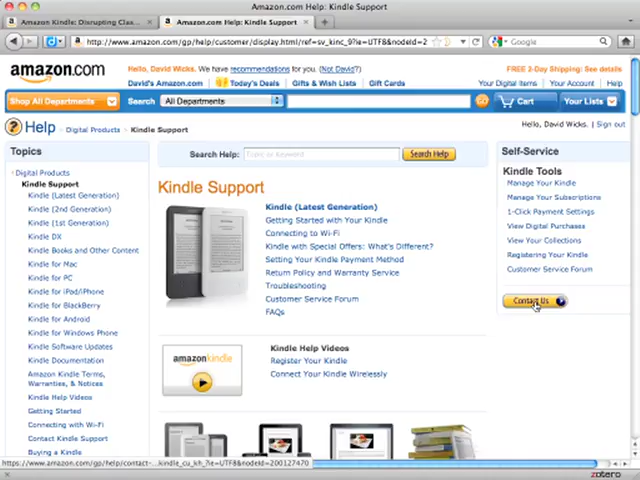 Amazon.com Help: Kindle Support
Amazon Kindle: Disrupting Clas...
Amazon.com Help: Kindle Support
http://www.amazon.com/gp/help/customer/display.html/ref=sv_kinc_9?ie=UTF8&nodeId=2
Google
amazon.com
Hello, David Wicks. We have recommendations for you. (Not David?)
FREE 2-Day Shipping: See details
David's Amazon.com
Today's Deals
Gifts & Wish Lists
Gift Cards
Your Digital Items
Your Account
Help
Shop All Departments
Search
All Departments
GO
Cart
Your Lists
Hello, David Wicks.
Sign out
? Help
Digital Products › Kindle Support
Topics
‹ Digital Products
Kindle Support
Kindle (Latest Generation)
Kindle (2nd Generation)
Kindle (1st Generation)
Kindle DX
Kindle Books and Other Content
Kindle for Mac
Kindle for PC
Kindle for iPad/iPhone
Kindle for BlackBerry
Kindle for Android
Kindle for Windows Phone
Kindle Software Updates
Kindle Documentation
Amazon Kindle Terms,
Warranties, & Notices
Kindle Help Videos
Getting Started
Connecting with Wi-Fi
Contact Kindle Support
Buying a Kindle
Search Help:
Topic or Keyword
Search Help
Kindle Support
Kindle (Latest Generation)
Getting Started with Your Kindle
Connecting to Wi-Fi
Kindle with Special Offers: What's Different?
Setting Your Kindle Payment Method
Return Policy and Warranty Service
Troubleshooting
Customer Service Forum
FAQs
amazonkindle
Kindle Help Videos
Register Your Kindle
Connect Your Kindle Wirelessly
Self-Service
Kindle Tools
Manage Your Kindle
Manage Your Subscriptions
1-Click Payment Settings
View Digital Purchases
View Your Collections
Registering Your Kindle
Customer Service Forum
Contact Us
https://www.amazon.com/gp/help/contact-...kindle_cu_kh_?ie=UTF8&nodeId=200127470
zotero